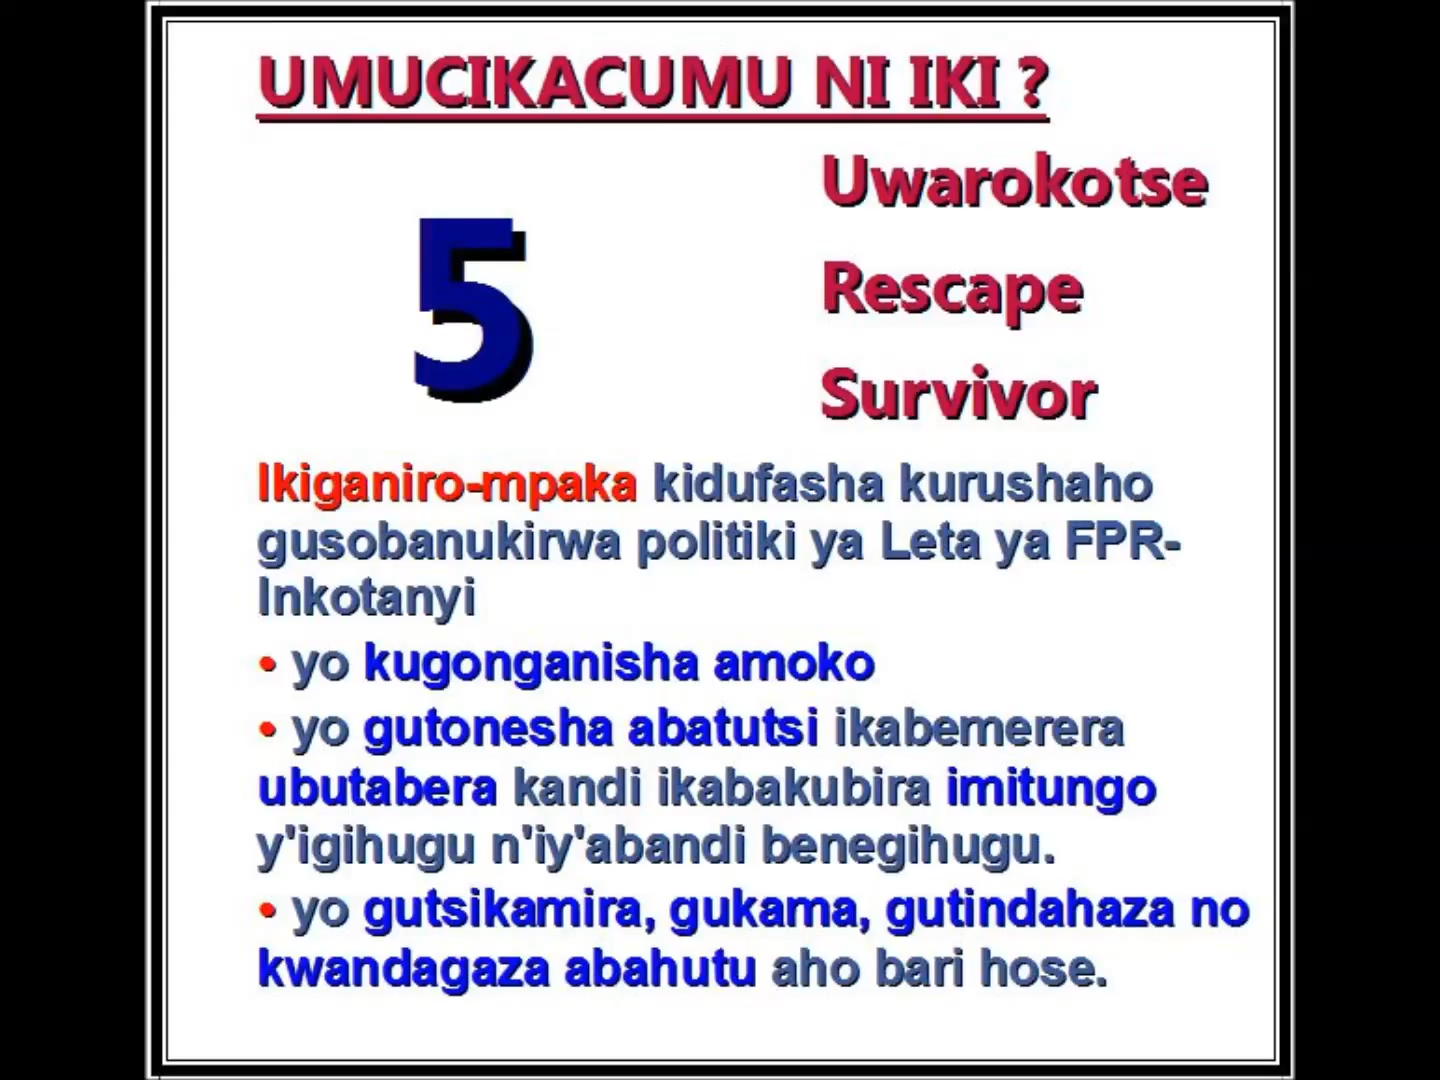 UMUCIKACUMU NI IKI ?
5
Uwarokotse
Rescape
Survivor
Ikiganiro-mpaka kidufasha kurushaho
gusobanukirwa politiki ya Leta ya FPR-
Inkotanyi
• yo kugonganisha amoko
• yo gutonesha abatutsi ikabemerera
ubutabera kandi ikabakubira imitungo
y'igihugu n'iy'abandi benegihugu.
• yo gutsikamira, gukama, gutindahaza no
kwandagaza abahutu aho bari hose.